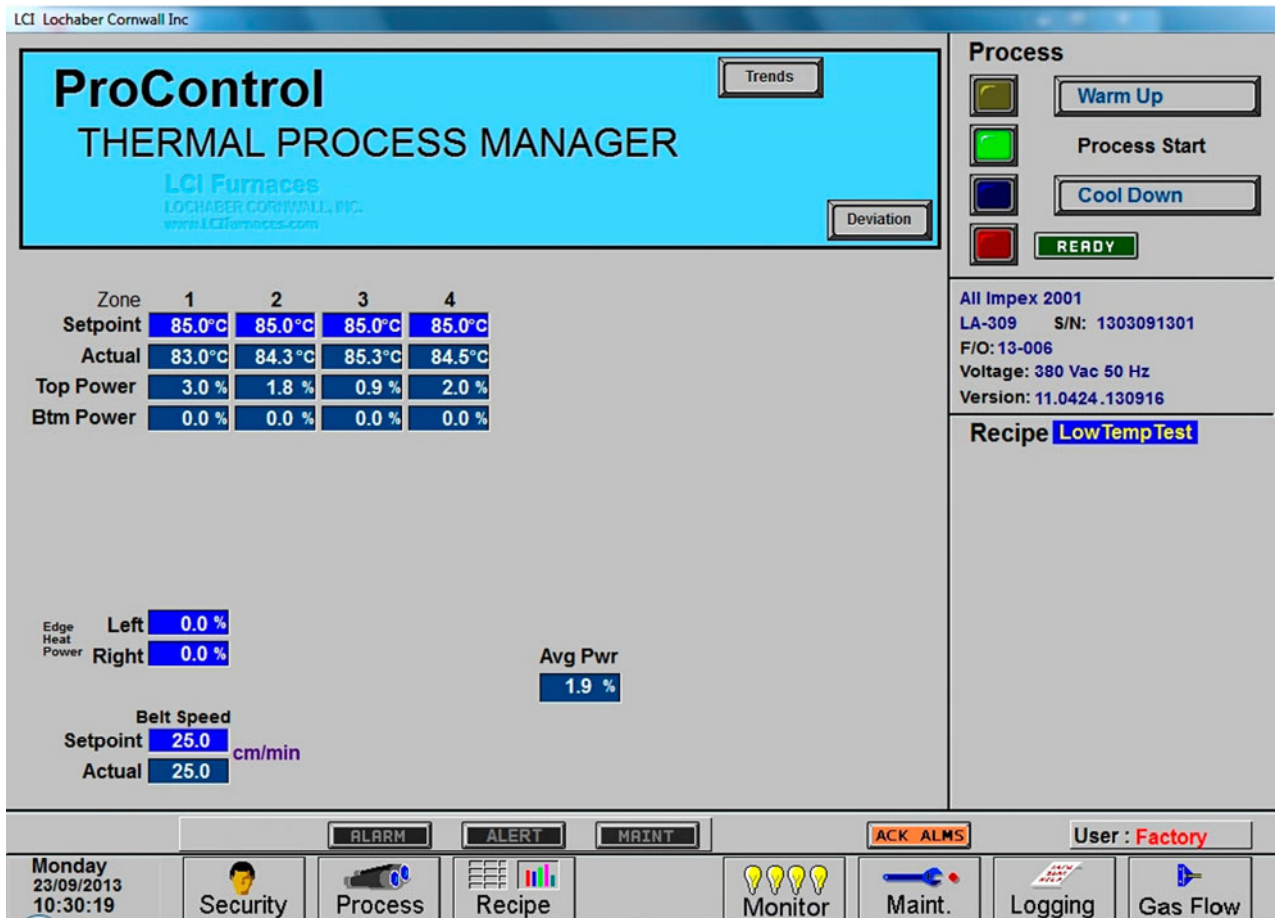 LCI Lochaber Cornwall Inc
ProControl
Trends
THERMAL PROCESS MANAGER
LCI Furnaces
LOCHABER CORNWALL, INC.
www.LCIfurnaces.com
Deviation
Process
Warm Up
Process Start
Cool Down
READY
Zone 1 2 3 4
Setpoint 85.0°C 85.0°C 85.0°C 85.0°C
Actual 83.0°C 84.3°C 85.3°C 84.5°C
Top Power 3.0 % 1.8 % 0.9 % 2.0 %
Btm Power 0.0 % 0.0 % 0.0 % 0.0 %
All Impex 2001
LA-309 S/N: 1303091301
F/O: 13-006
Voltage: 380 Vac 50 Hz
Version: 11.0424.130916
Recipe LowTempTest
Edge
Heat
Power
Left 0.0 %
Right 0.0 %
Avg Pwr
1.9 %
Belt Speed
Setpoint 25.0
cm/min
Actual 25.0
ALARM ALERT MAINT ACK ALMS User : Factory
Monday
23/09/2013
10:30:19
Security Process Recipe Monitor Maint. Logging Gas Flow